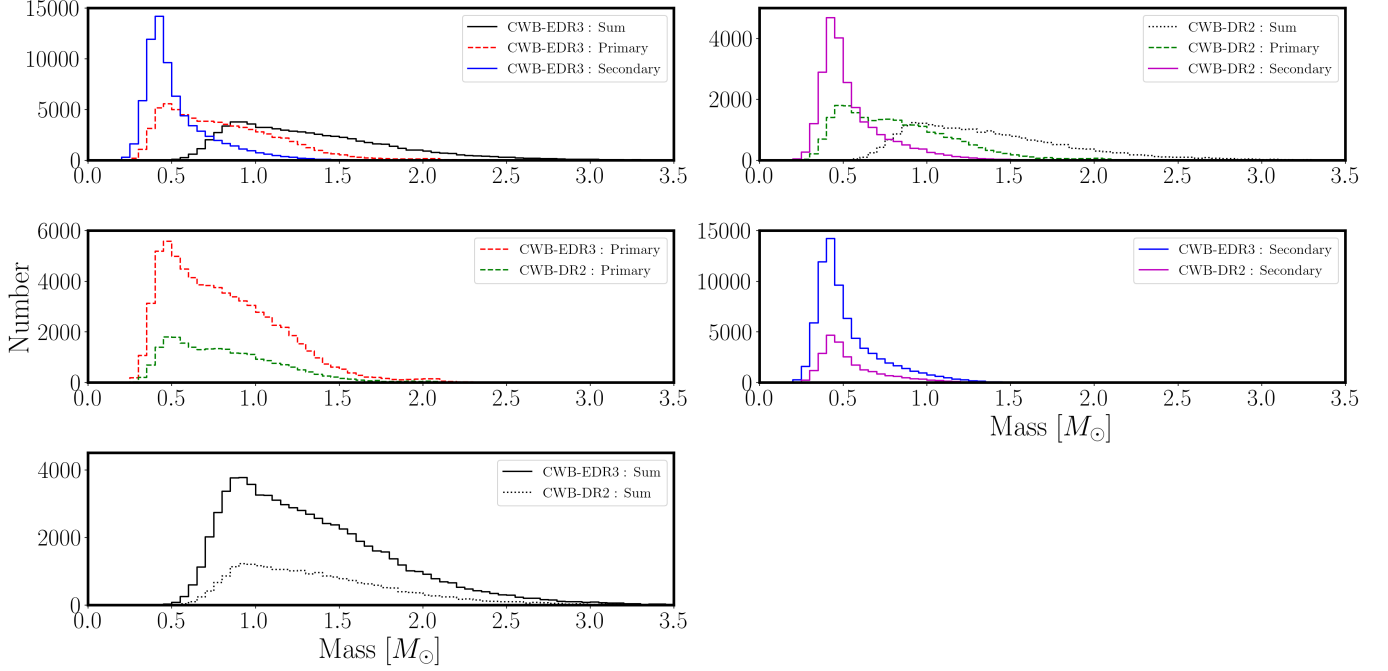 15000
10000
5000
0
CWB-EDR3 : Sum
CWB-EDR3 : Primary
CWB-EDR3 : Secondary
0.0 0.5 1.0 1.5 2.0 2.5 3.0 3.5
4000
2000
0
CWB-DR2 : Sum
CWB-DR2 : Primary
CWB-DR2 : Secondary
0.0 0.5 1.0 1.5 2.0 2.5 3.0 3.5
Number
6000
4000
2000
0
CWB-EDR3 : Primary
CWB-DR2 : Primary
0.0 0.5 1.0 1.5 2.0 2.5 3.0 3.5
15000
10000
5000
0
CWB-EDR3 : Secondary
CWB-DR2 : Secondary
0.0 0.5 1.0 1.5 2.0 2.5 3.0 3.5
Mass [M☉]
4000
2000
0
CWB-EDR3 : Sum
CWB-DR2 : Sum
0.0 0.5 1.0 1.5 2.0 2.5 3.0 3.5
Mass [M☉]